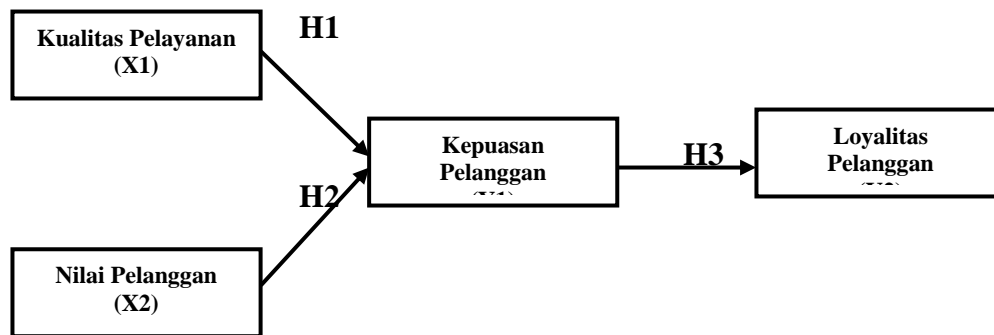 Kualitas Pelayanan
(X1)
H1
Kepuasan
Pelanggan
H3
Loyalitas
Pelanggan
H2
Nilai Pelanggan
(X2)